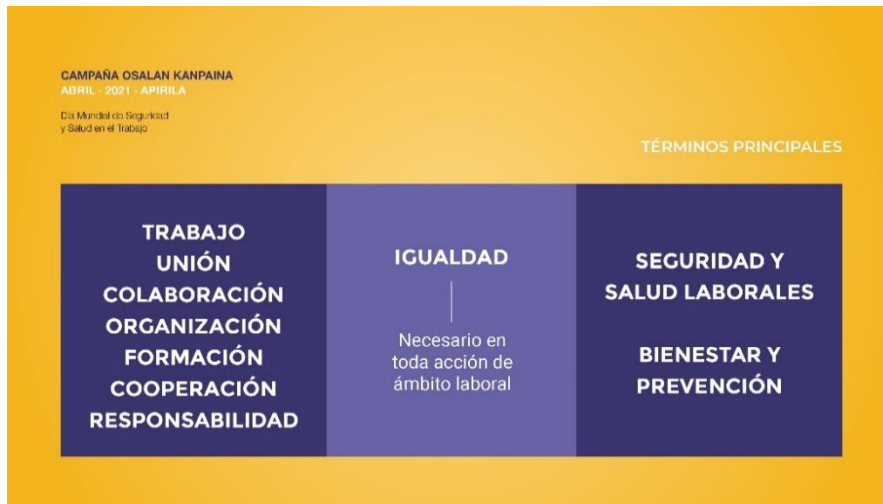 CAMPAÑA OSALAN KANPAINA
ABRIL - 2021 - APIRILA
Día Mundial de Seguridad
y Salud en el Trabajo
TÉRMINOS PRINCIPALES
TRABAJO
UNIÓN
COLABORACIÓN
ORGANIZACIÓN
FORMACIÓN
COOPERACIÓN
RESPONSABILIDAD
IGUALDAD
Necesario en
toda acción de
ámbito laboral
SEGURIDAD Y
SALUD LABORALES
BIENESTAR Y
PREVENCIÓN